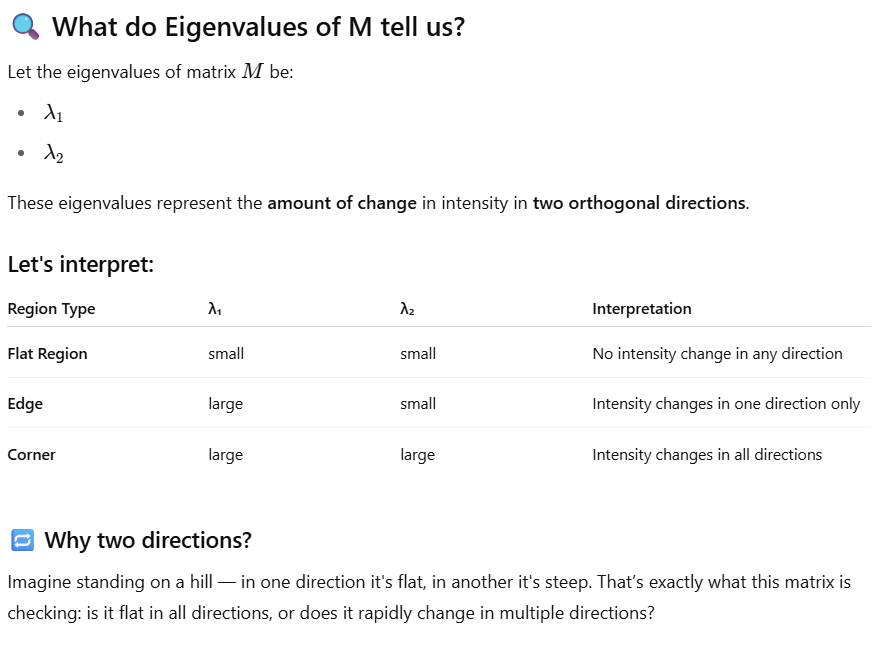 🔍 What do Eigenvalues of M tell us?
Let the eigenvalues of matrix M be:
• λ₁
• λ₂
These eigenvalues represent the amount of change in intensity in two orthogonal directions.
Let's interpret:
Region Type λ₁ λ₂ Interpretation
Flat Region small small No intensity change in any direction
Edge large small Intensity changes in one direction only
Corner large large Intensity changes in all directions
🔁 Why two directions?
Imagine standing on a hill — in one direction it's flat, in another it's steep. That’s exactly what this matrix is
checking: is it flat in all directions, or does it rapidly change in multiple directions?